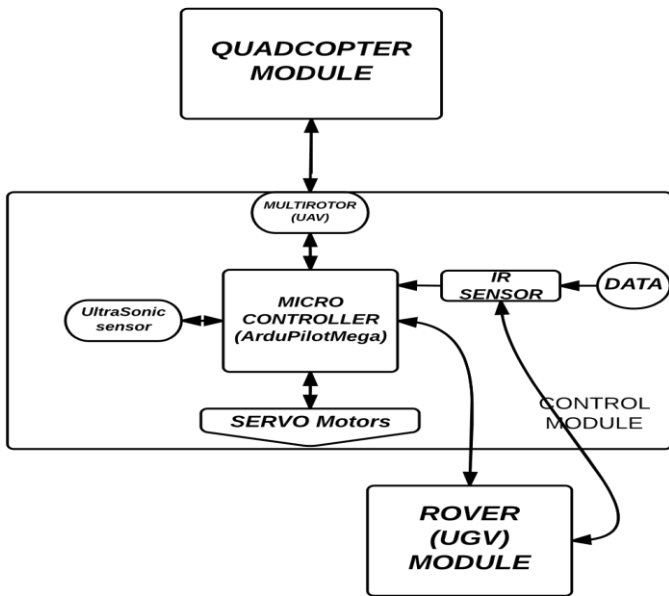 QUADCOPTER
MODULE
MULTIROTOR
(UAV)
MICRO
CONTROLLER
(ArduPilotMega)
IR
SENSOR
DATA
UltraSonic
sensor
SERVO Motors
CONTROL
MODULE
ROVER
(UGV)
MODULE